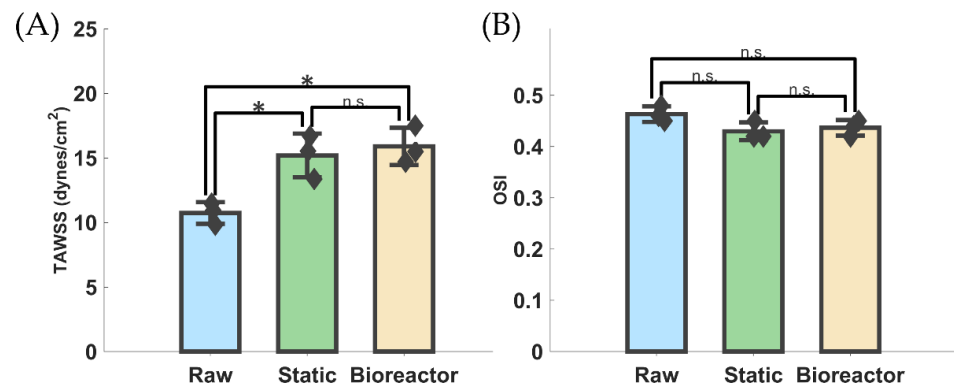 (A)
TAWSS (dynes/cm²)
25
20
15
10
5
0
*
*
n.s.
Raw Static Bioreactor
(B)
OSI
0.5
0.4
0.3
0.2
0.1
0
n.s.
n.s.
n.s.
Raw Static Bioreactor